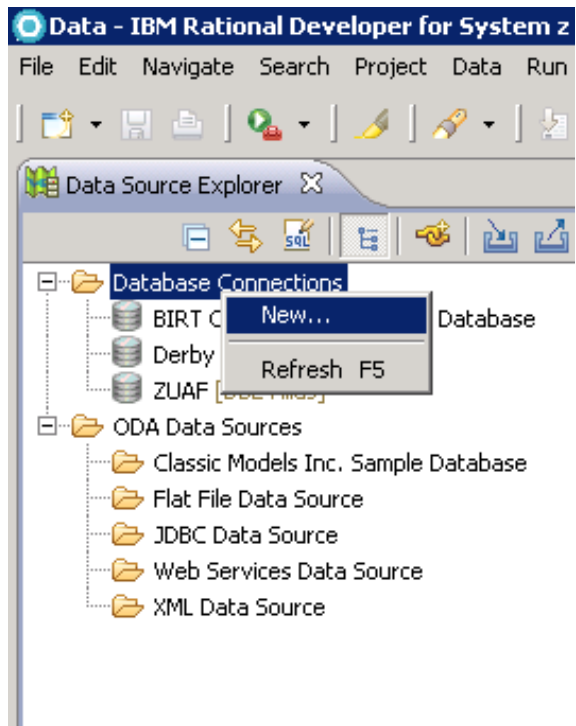 Data - IBM Rational Developer for System z
File Edit Navigate Search Project Data Run
Data Source Explorer
SQL
Database Connections
New...
BIRT C Database
Refresh F5
Derby
ZUAF
ODA Data Sources
Classic Models Inc. Sample Database
Flat File Data Source
JDBC Data Source
Web Services Data Source
XML Data Source